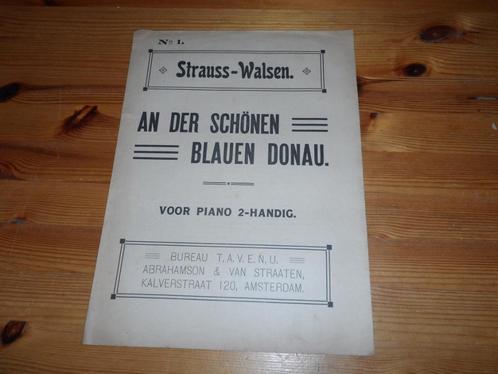 No 1.
Strauss-Walsen.
AN DER SCHÖNEN
BLAUEN DONAU.
VOOR PIANO 2-HANDIG.
BUREAU T.A.V.E.N.U.
ABRAHAMSON & VAN STRAATEN,
KALVERSTRAAT 120, AMSTERDAM.